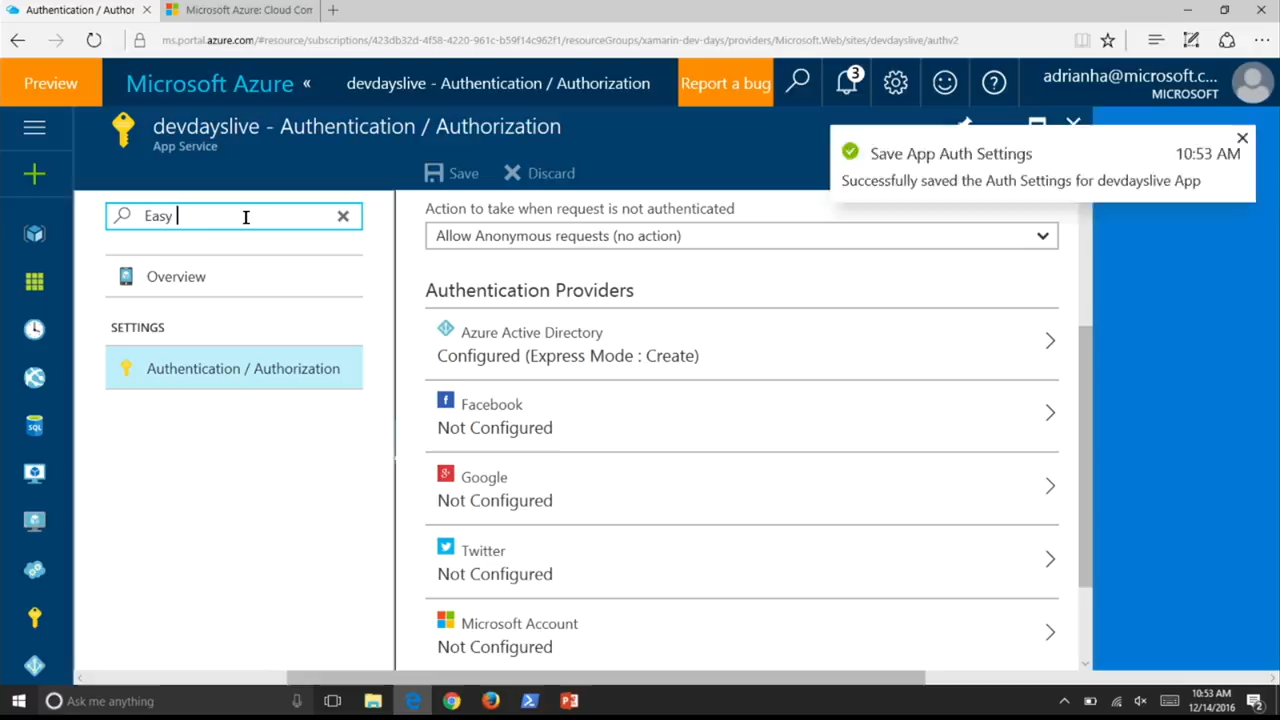 Authentication / Author
Microsoft Azure: Cloud Com
ms.portal.azure.com/#resource/subscriptions/423db32d-4f58-4220-961c-b59f14c962f1/resourceGroups/xamarin-dev-days/providers/Microsoft.Web/sites/devdayslive/authv2
Preview
Microsoft Azure «
devdayslive - Authentication / Authorization
Report a bug
3
adrianha@microsoft.c...
MICROSOFT
devdayslive - Authentication / Authorization
App Service
Save
Discard
Save App Auth Settings
10:53 AM
Successfully saved the Auth Settings for devdayslive App
Easy
Overview
SETTINGS
Authentication / Authorization
Action to take when request is not authenticated
Allow Anonymous requests (no action)
Authentication Providers
Azure Active Directory
Configured (Express Mode : Create)
Facebook
Not Configured
Google
Not Configured
Twitter
Not Configured
Microsoft Account
Not Configured
SQL
Ask me anything
10:53 AM
12/14/2016
2